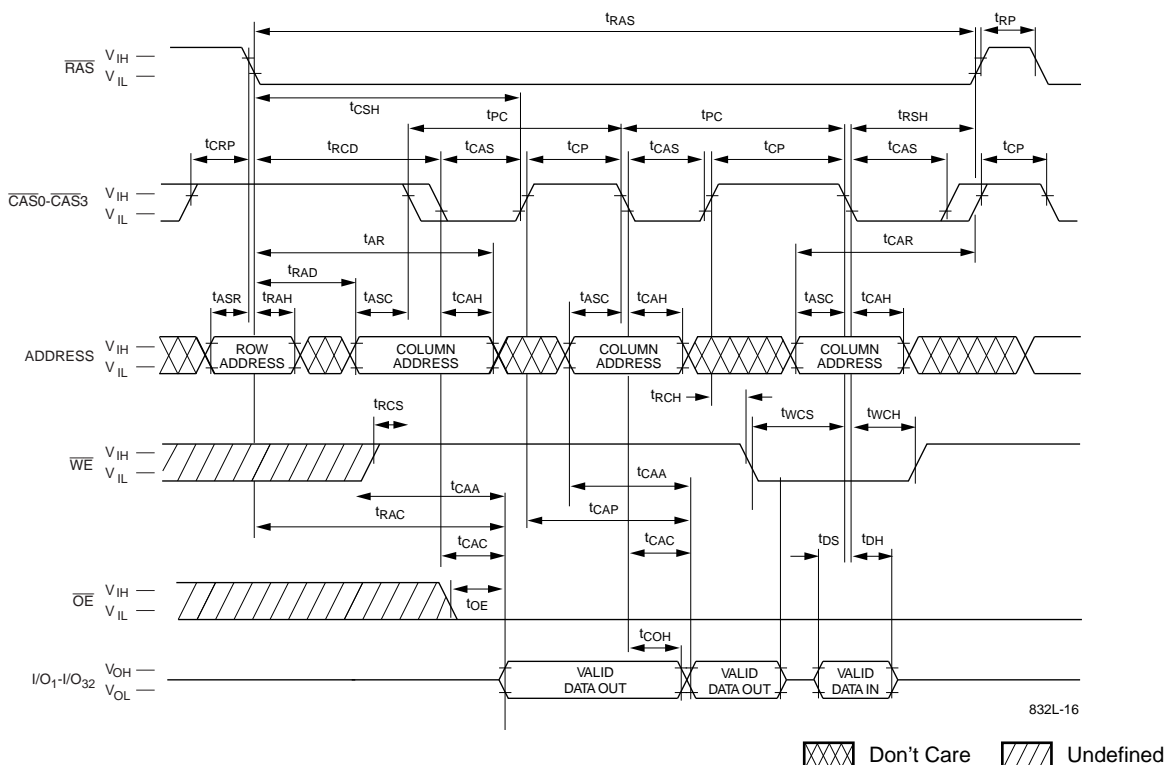 tRAS
tRP
RAS
VIH
VIL
tCSH
tPC
tPC
tRSH
tCRP
tRCD
tCAS
tCP
tCAS
tCP
tCAS
tCP
CAS0-CAS3
VIH
VIL
tAR
tCAR
tRAD
tASR
tRAH
tASC
tCAH
tASC
tCAH
tASC
tCAH
ADDRESS
VIH
VIL
ROW
ADDRESS
COLUMN
ADDRESS
COLUMN
ADDRESS
COLUMN
ADDRESS
tRCH
tRCS
tWCS
tWCH
WE
VIH
VIL
tCAA
tCAA
tRAC
tCAP
tCAC
tCAC
tDS
tDH
OE
VIH
VIL
tOE
tCOH
I/O1-I/O32
VOH
VOL
VALID
DATA OUT
VALID
DATA OUT
VALID
DATA IN
832L-16
Don't Care
Undefined